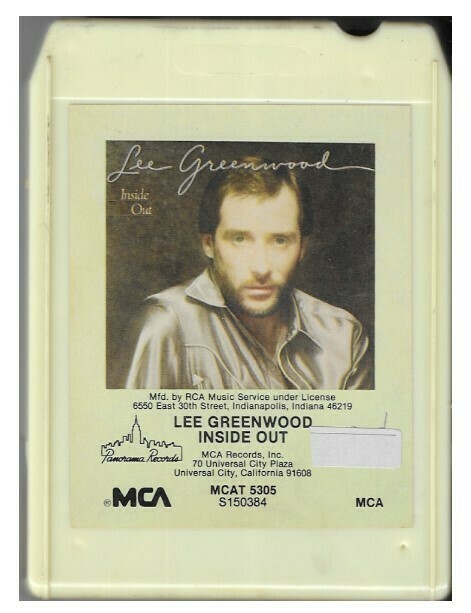 Lee Greenwood
Inside
Out
Mfd. by RCA Music Service under License
6550 East 30th Street, Indianapolis, Indiana 46219
LEE GREENWOOD
INSIDE OUT
Panorama Records
MCA Records, Inc.
70 Universal City Plaza
Universal City, California 91608
®MCA
MCAT 5305
S150384
MCA